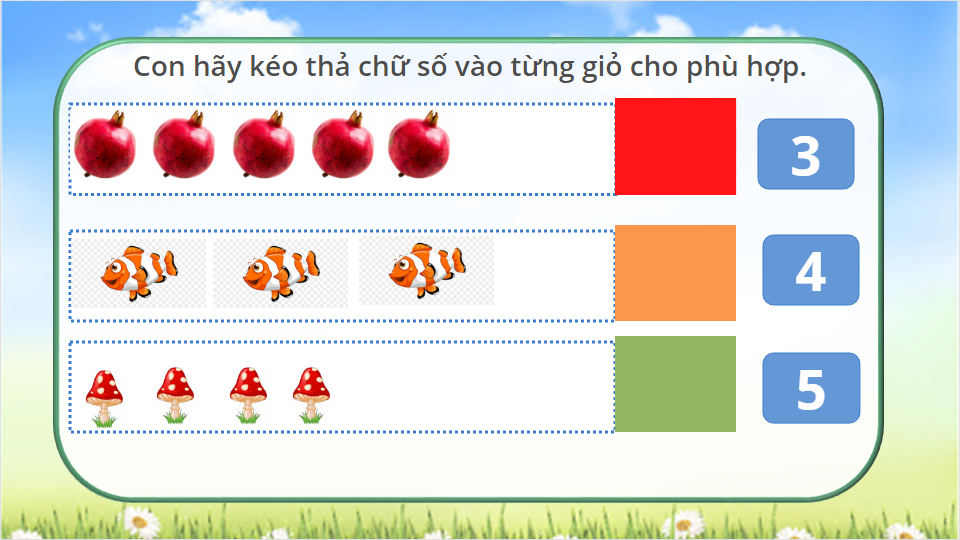 Con hãy kéo thả chữ số vào từng giỏ cho phù hợp.
3
4
5